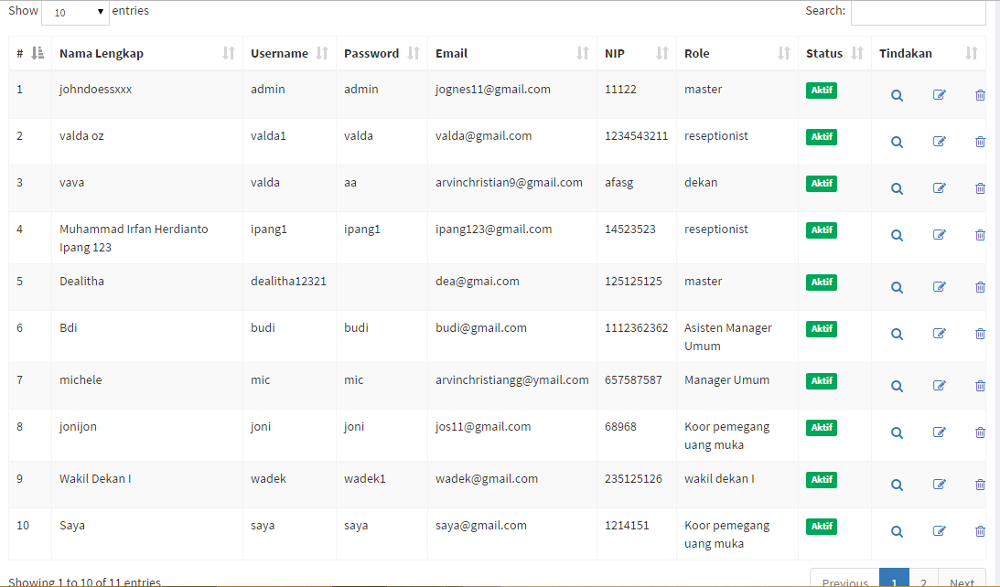 Show 10 entries Search:
# Nama Lengkap Username Password Email NIP Role Status Tindakan
1 johndoessxxx admin admin jognes11@gmail.com 11122 master Aktif
2 valda oz valda1 valda valda@gmail.com 1234543211 reseptionist Aktif
3 vava valda aa arvinchristian9@gmail.com afasg dekan Aktif
4 Muhammad Irfan Herdianto ipang1 ipang1 ipang123@gmail.com 14523523 reseptionist Aktif
Ipang 123
5 Dealitha dealitha12321 dea@gmai.com 125125125 master Aktif
6 Bdi budi budi budi@gmail.com 1112362362 Asisten Manager Aktif
Umum
7 michele mic mic arvinchristiangg@ymail.com 657587587 Manager Umum Aktif
8 jonijon joni joni jos11@gmail.com 68968 Koor pemegang Aktif
uang muka
9 Wakil Dekan I wadek wadek1 wadek@gmail.com 235125126 wakil dekan I Aktif
10 Saya saya saya saya@gmail.com 1214151 Koor pemegang Aktif
uang muka
Showing 1 to 10 of 11 entries Previous 1 2 Next